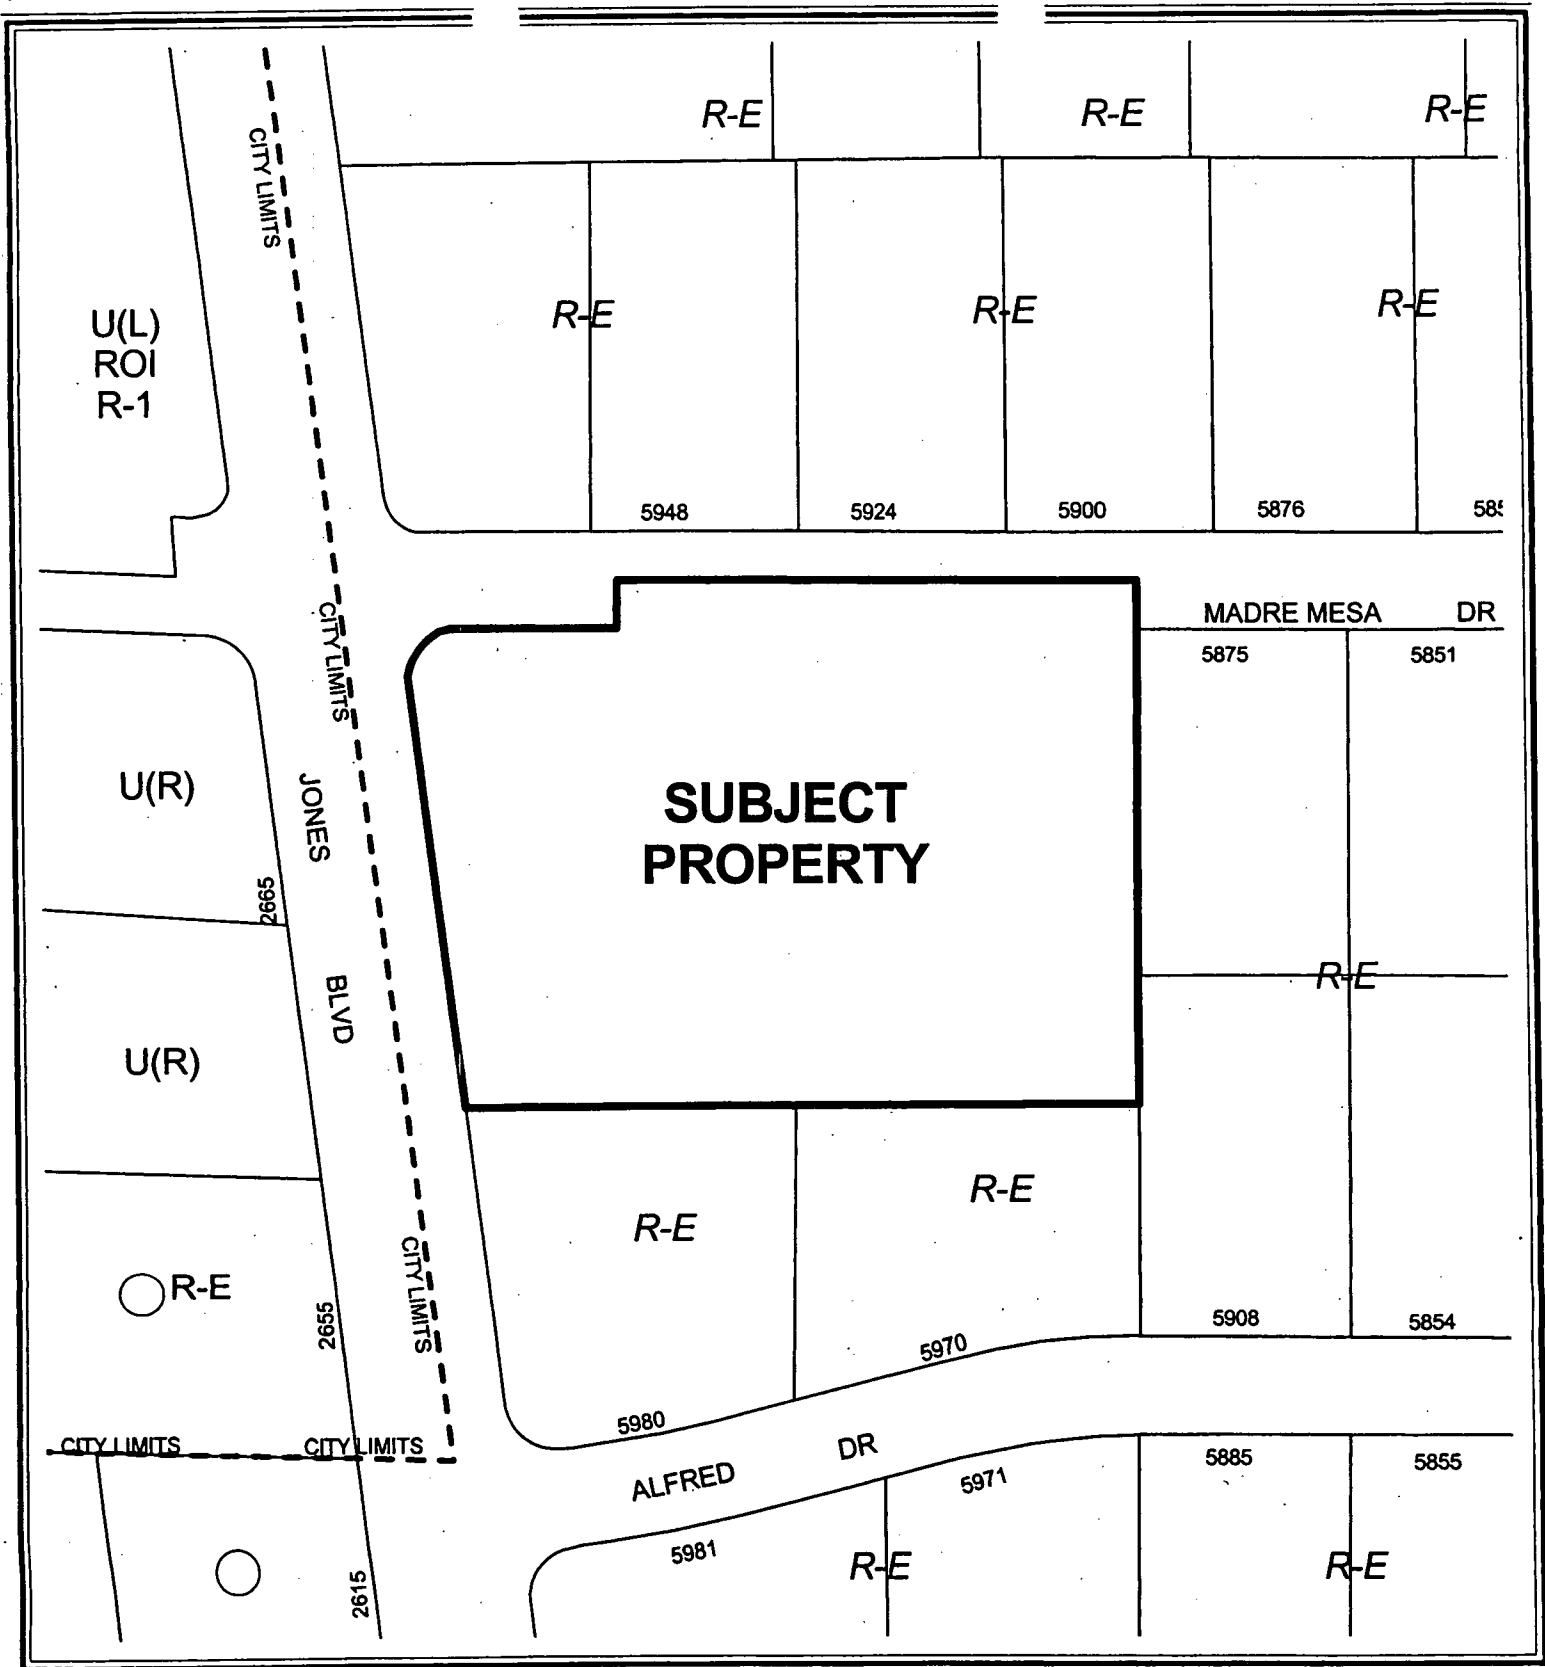 R-E
R-E
R-E
CITY LIMITS
U(L)
ROI
R-1
R-E
R-E
R-E
5948
5924
5900
5876
585
CITY LIMITS
MADRE MESA DR
5875
5851
U(R)
JONES BLVD
2665
SUBJECT
PROPERTY
R-E
U(R)
R-E
R-E
R-E
2655
CITY LIMITS
5908
5854
5970
5980
CITY LIMITS
CITY LIMITS
ALFRED DR
5971
5885
5855
5981
2615
R-E
R-E